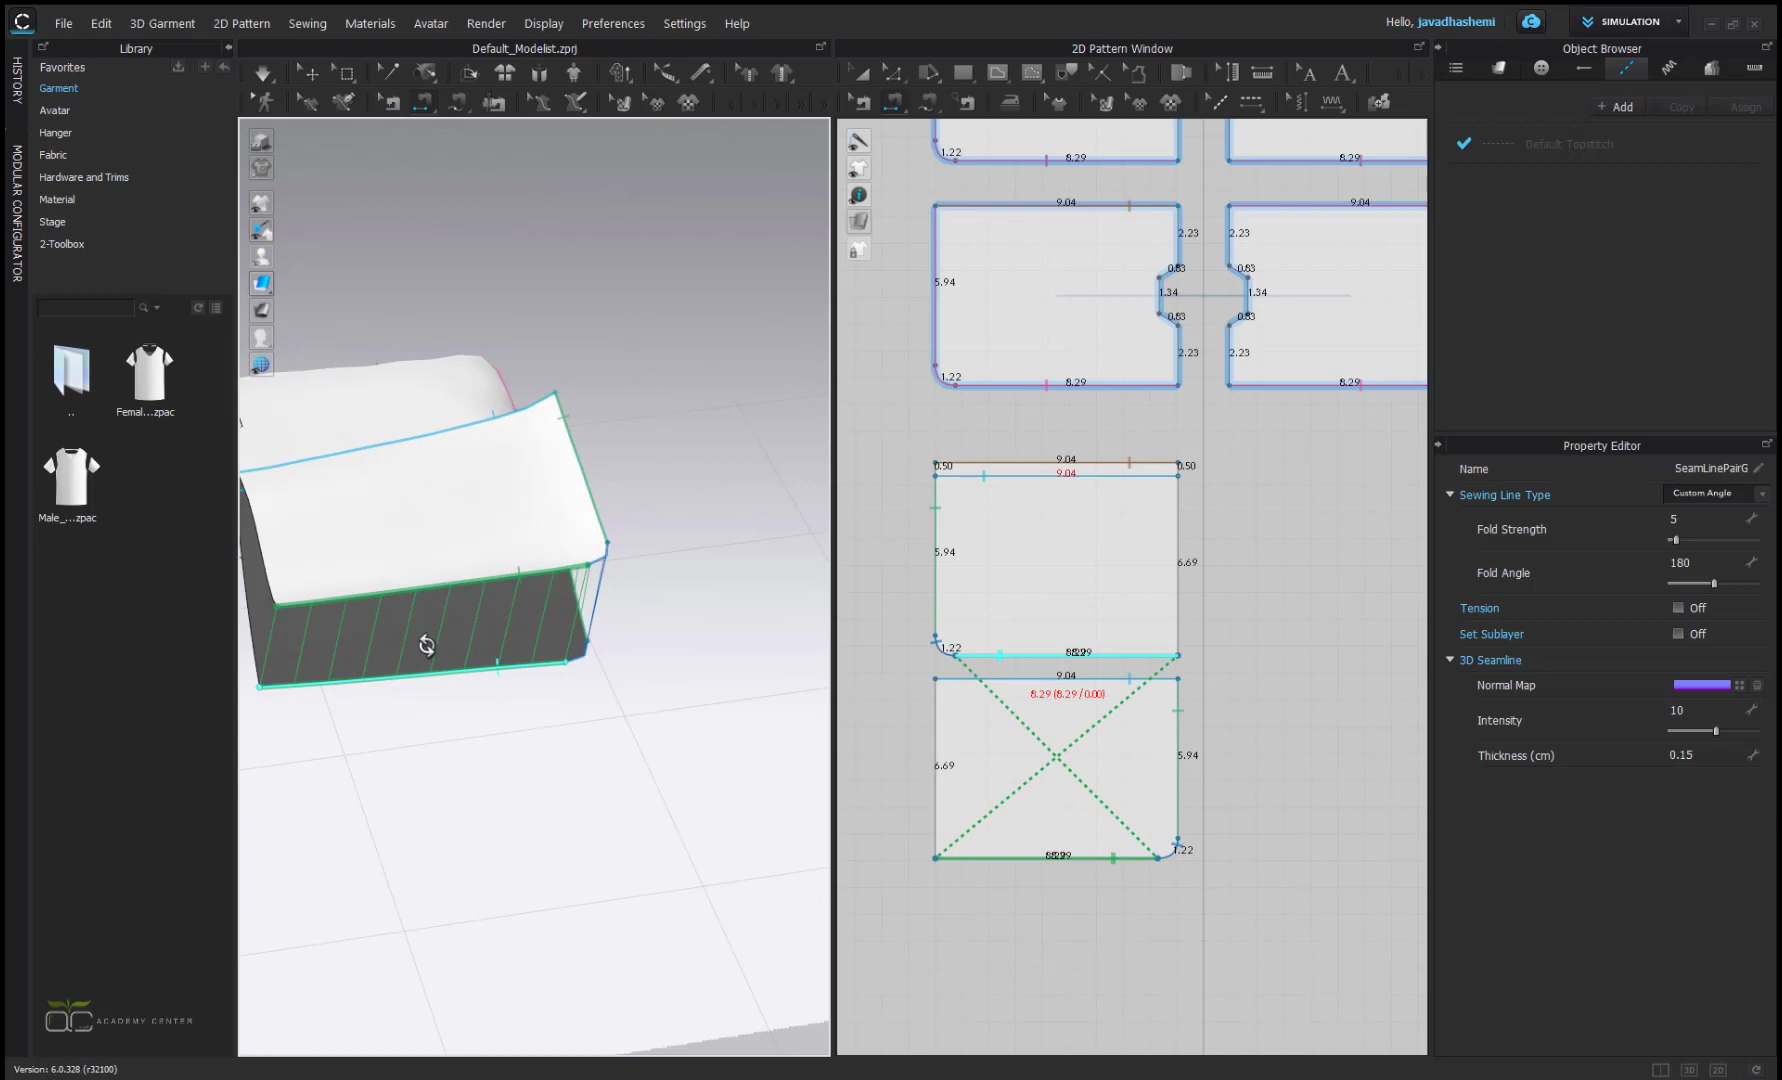 File Edit 3D Garment 2D Pattern Sewing Materials Avatar Render Display Preferences Settings Help
Hello, javadhashemi
SIMULATION
HISTORY
MODULAR CONFIGURATOR
Library
Favorites
Garment
Avatar
Hanger
Fabric
Hardware and Trims
Material
Stage
2-Toolbox
..
Femal...zpac
Male_...zpac
ACADEMY CENTER
Default_Modelist.zprj
2D Pattern Window
1.22 8.29 8.29
9.04 9.04
2.23 2.23
0.83 0.83
5.94 1.34 1.34
0.83 0.83
2.23 2.23
1.22 8.29 8.29
9.04
0.50 0.50
9.04
5.94 6.69
1.22
9.04
8.29 (8.29 / 0.00)
6.69 5.94
1.22
Object Browser
+ Add Copy Assign
Default Topstitch
Property Editor
Name SeamLinePairG
Sewing Line Type Custom Angle
Fold Strength 5
Fold Angle 180
Tension Off
Set Sublayer Off
3D Seamline
Normal Map
Intensity 10
Thickness (cm) 0.15
Version: 6.0.328 (r32100)
3D 2D